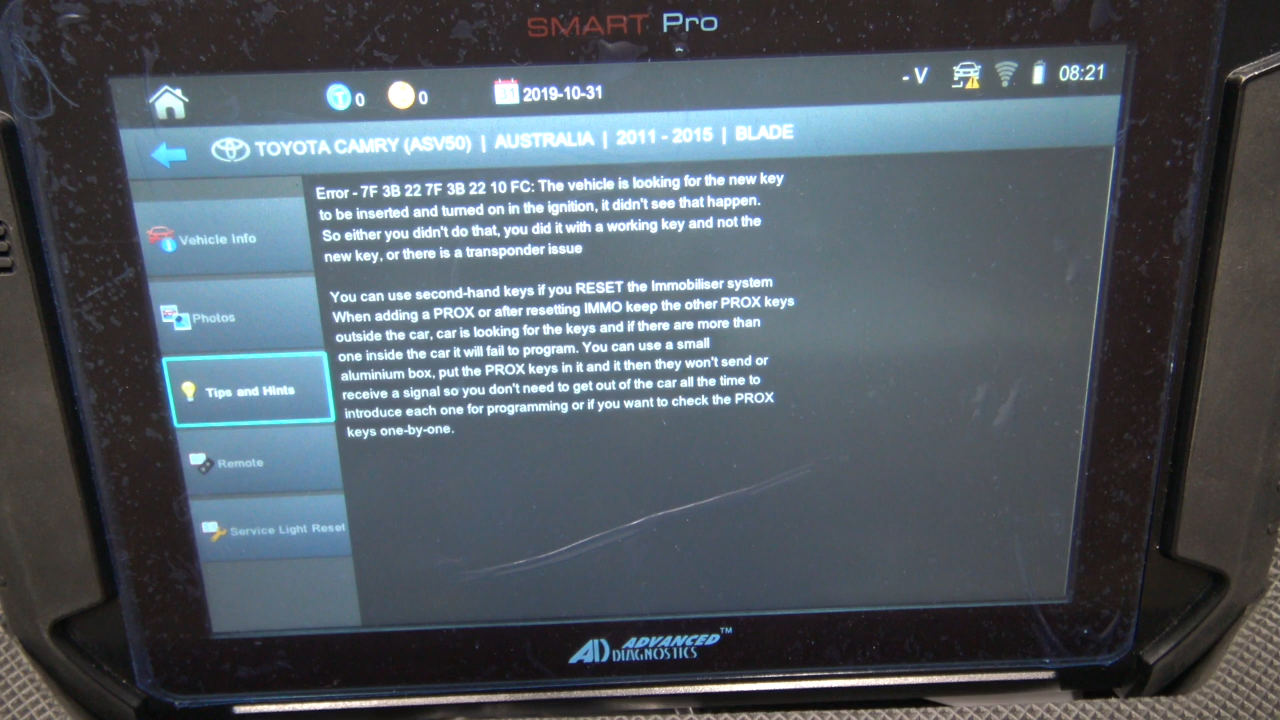 SMART Pro
0
0
31
2019-10-31
- V
08:21
TOYOTA CAMRY (ASV50) | AUSTRALIA | 2011 - 2015 | BLADE
Vehicle Info
Photos
Tips and Hints
Remote
Service Light Reset
Error - 7F 3B 22 7F 3B 22 10 FC: The vehicle is looking for the new key
to be inserted and turned on in the ignition, it didn't see that happen.
So either you didn't do that, you did it with a working key and not the
new key, or there is a transponder issue
You can use second-hand keys if you RESET the Immobiliser system
When adding a PROX or after resetting IMMO keep the other PROX keys
outside the car, car is looking for the keys and if there are more than
one inside the car it will fail to program. You can use a small
aluminium box, put the PROX keys in it and it then they won't send or
receive a signal so you don't need to get out of the car all the time to
introduce each one for programming or if you want to check the PROX
keys one-by-one.
AD ADVANCED
DIAGNOSTICS™